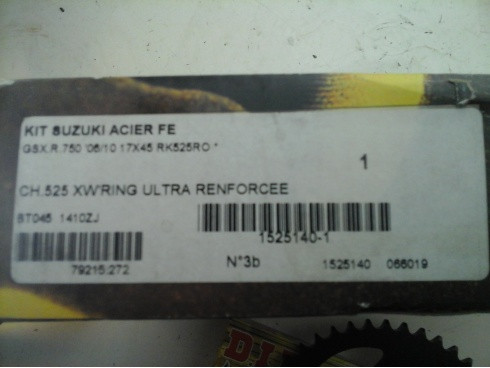 KIT SUZUKI ACIER FE
GSX.R.750 '06/10 17X45 RK525RO *
1
CH.525 XW'RING ULTRA RENFORCEE
BT045 1410ZJ
1525140-1
79215:272
N°3b
1525140 066019
D.I.